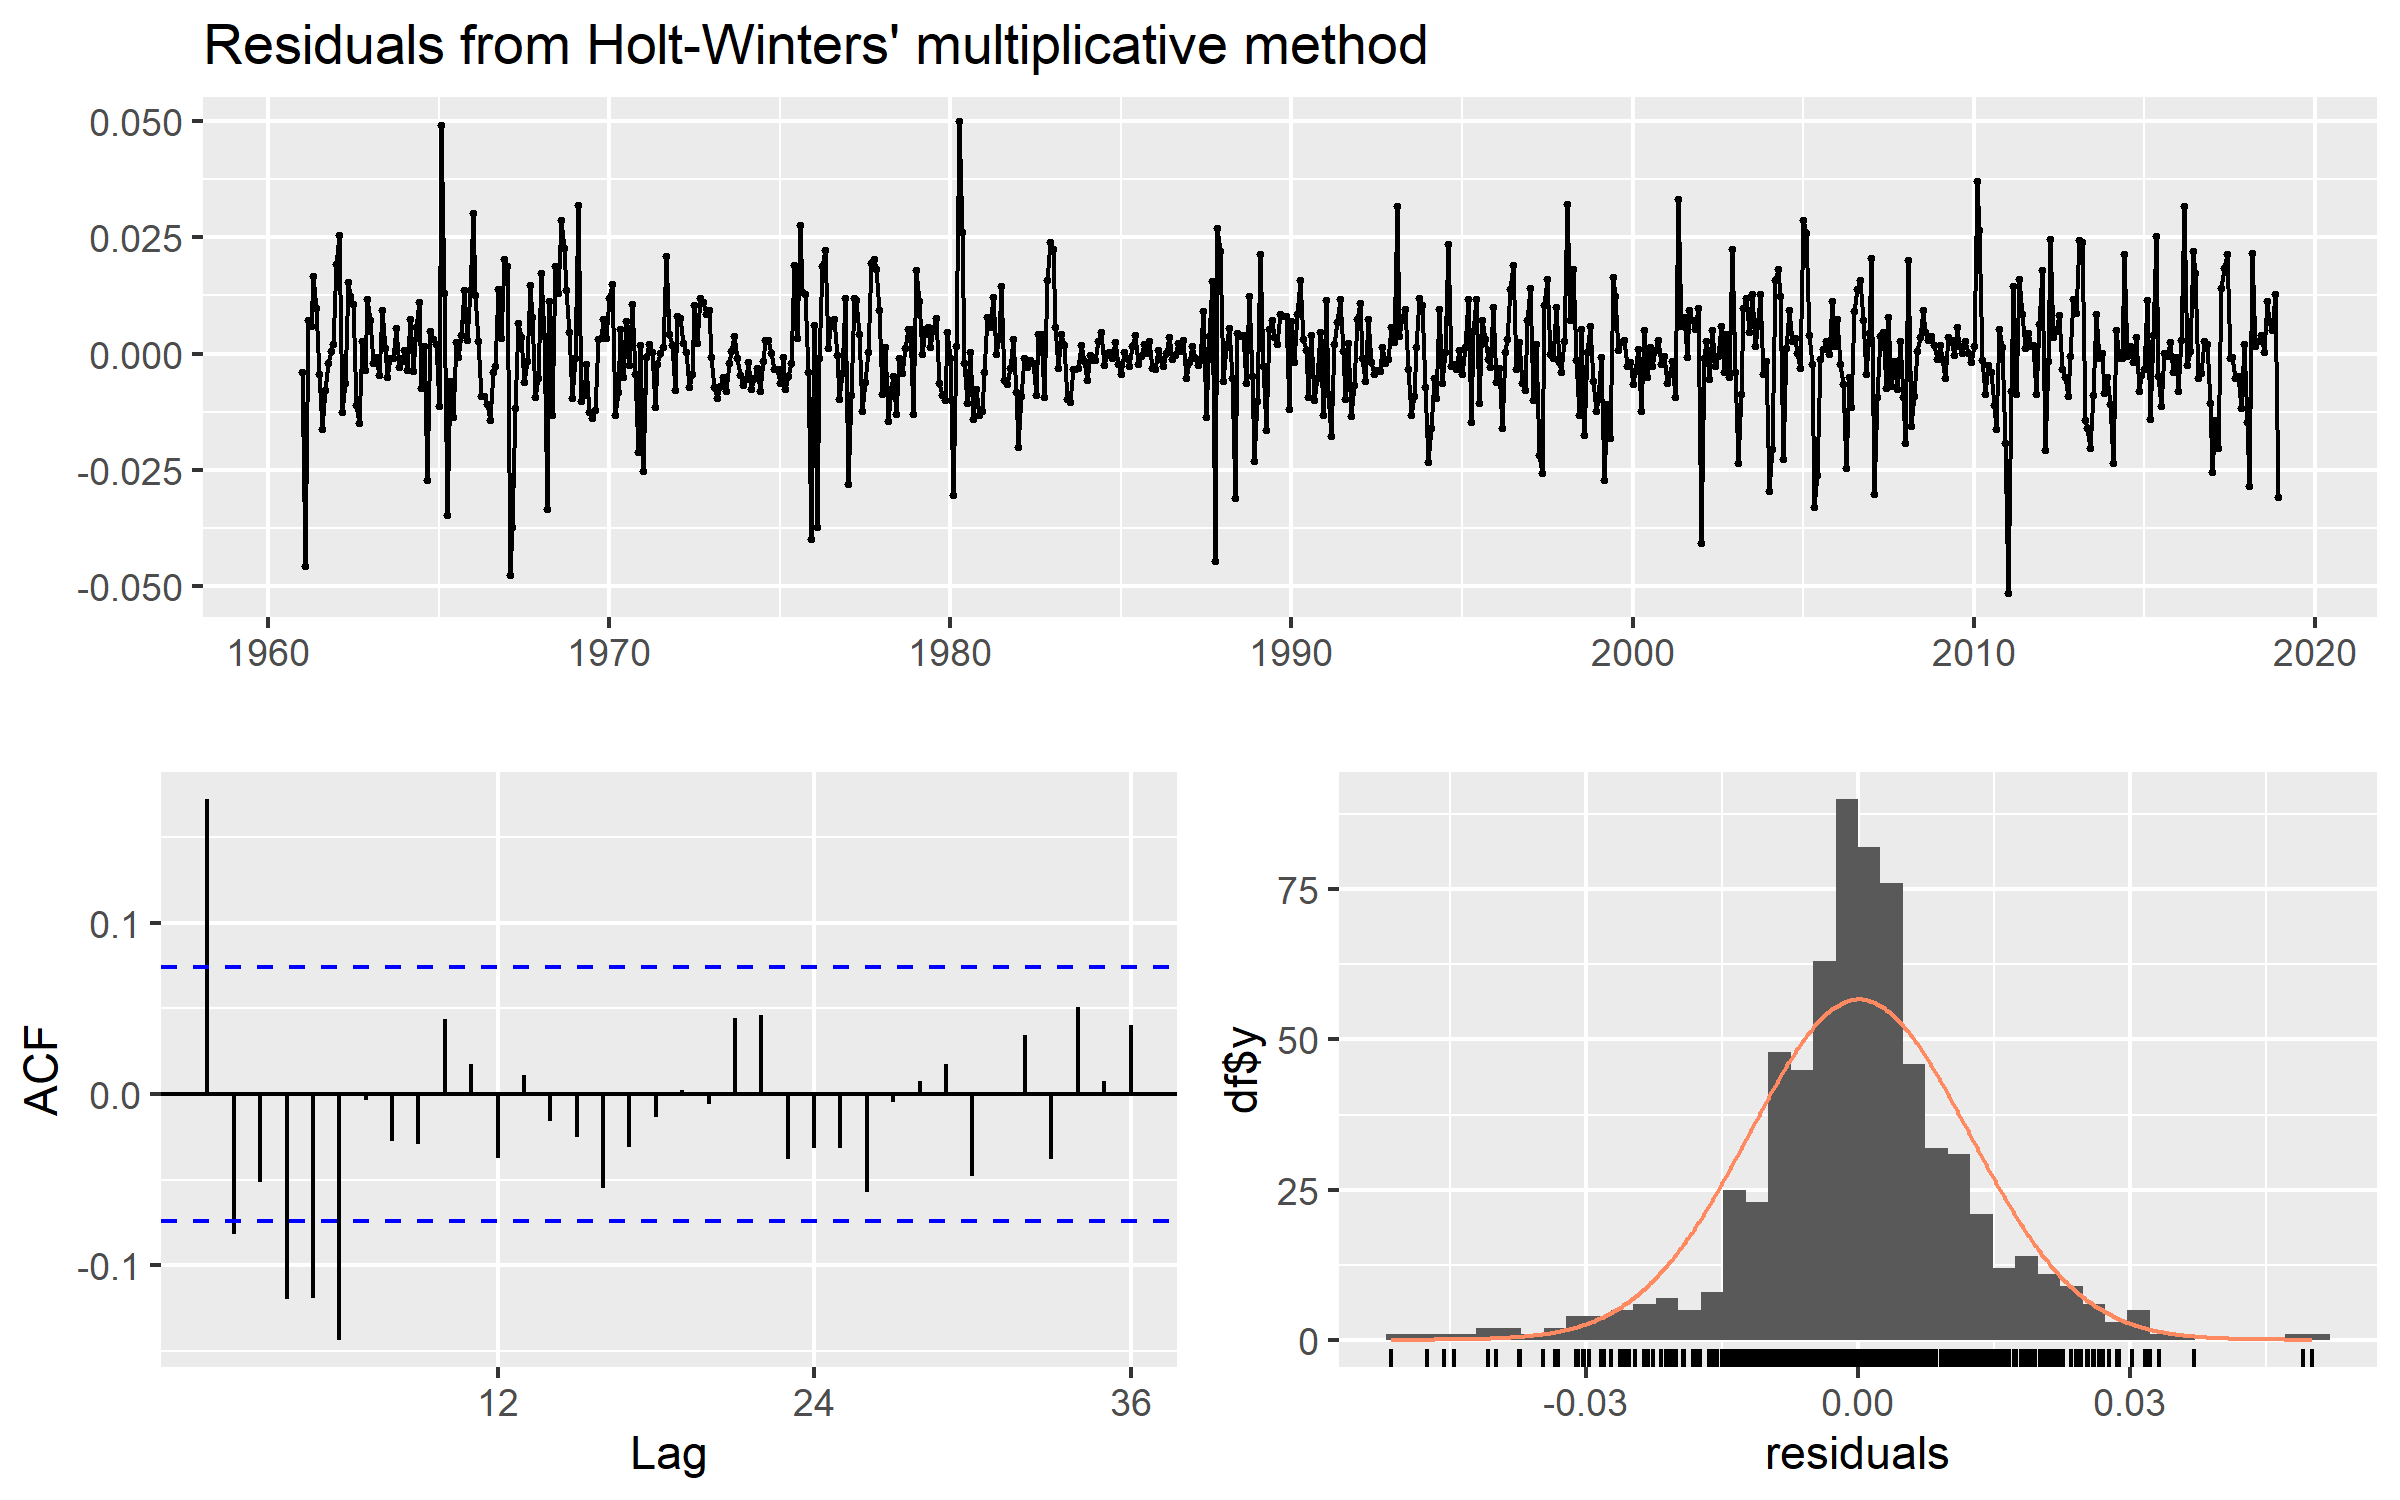 Residuals from Holt-Winters' multiplicative method
0.050
0.025
0.000
-0.025
-0.050
1960 1970 1980 1990 2000 2010 2020
ACF
0.1
0.0
-0.1
12 24 36
Lag
df$y
75
50
25
0
-0.03 0.00 0.03
residuals